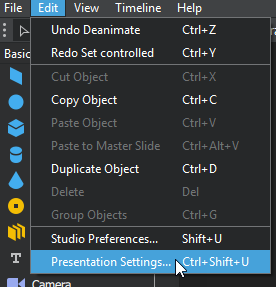 File Edit View Timeline Help
Undo Deanimate Ctrl+Z
Redo Set controlled Ctrl+Y
Basic
Cut Object Ctrl+X
Copy Object Ctrl+C
Paste Object Ctrl+V
Paste to Master Slide Ctrl+Alt+V
Duplicate Object Ctrl+D
Delete Del
Group Objects Ctrl+G
Studio Preferences... Shift+U
T Presentation Settings... Ctrl+Shift+U
Camera